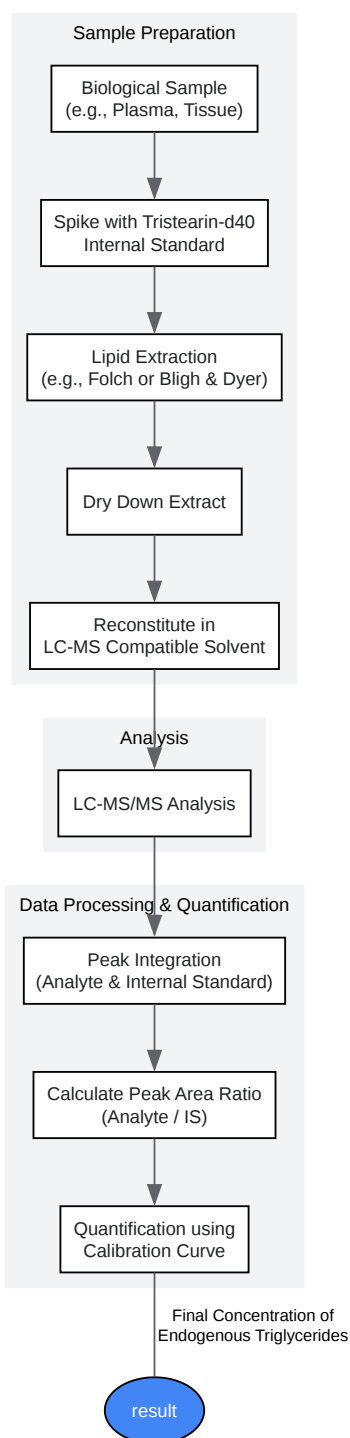 Sample Preparation
Biological Sample
(e.g., Plasma, Tissue)
Spike with Tristearin-d40
Internal Standard
Lipid Extraction
(e.g., Folch or Bligh & Dyer)
Dry Down Extract
Reconstitute in
LC-MS Compatible Solvent
Analysis
LC-MS/MS Analysis
Data Processing & Quantification
Peak Integration
(Analyte & Internal Standard)
Calculate Peak Area Ratio
(Analyte / IS)
Quantification using
Calibration Curve
Final Concentration of
Endogenous Triglycerides
result